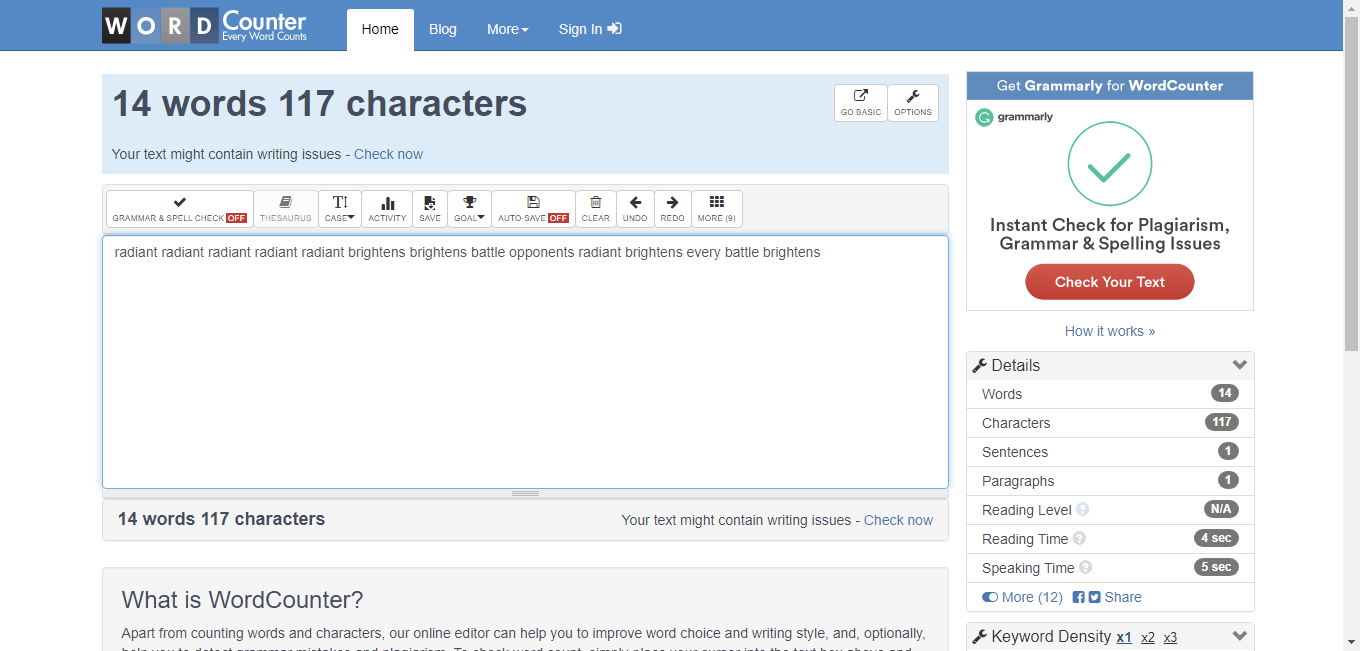 WORD Counter
Every Word Counts
Home Blog More Sign In
14 words 117 characters
GO BASIC OPTIONS
Your text might contain writing issues - Check now
GRAMMAR & SPELL CHECK OFF THESAURUS CASE ACTIVITY SAVE GOAL AUTO-SAVE OFF CLEAR UNDO REDO MORE (9)
radiant radiant radiant radiant radiant brightens brightens battle opponents radiant brightens every battle brightens
14 words 117 characters Your text might contain writing issues - Check now
What is WordCounter?
Apart from counting words and characters, our online editor can help you to improve word choice and writing style, and, optionally,
Get Grammarly for WordCounter
grammarly
Instant Check for Plagiarism,
Grammar & Spelling Issues
Check Your Text
How it works »
Details
Words 14
Characters 117
Sentences 1
Paragraphs 1
Reading Level ? N/A
Reading Time ? 4 sec
Speaking Time ? 5 sec
More (12) Share
Keyword Density x1 x2 x3